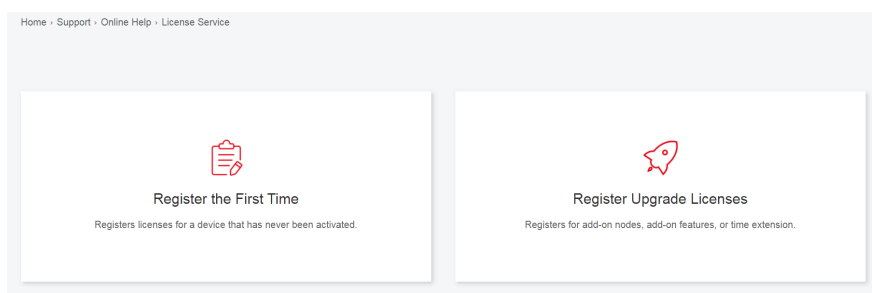 Home › Support › Online Help › License Service
Register the First Time
Registers licenses for a device that has never been activated.
Register Upgrade Licenses
Registers for add-on nodes, add-on features, or time extension.